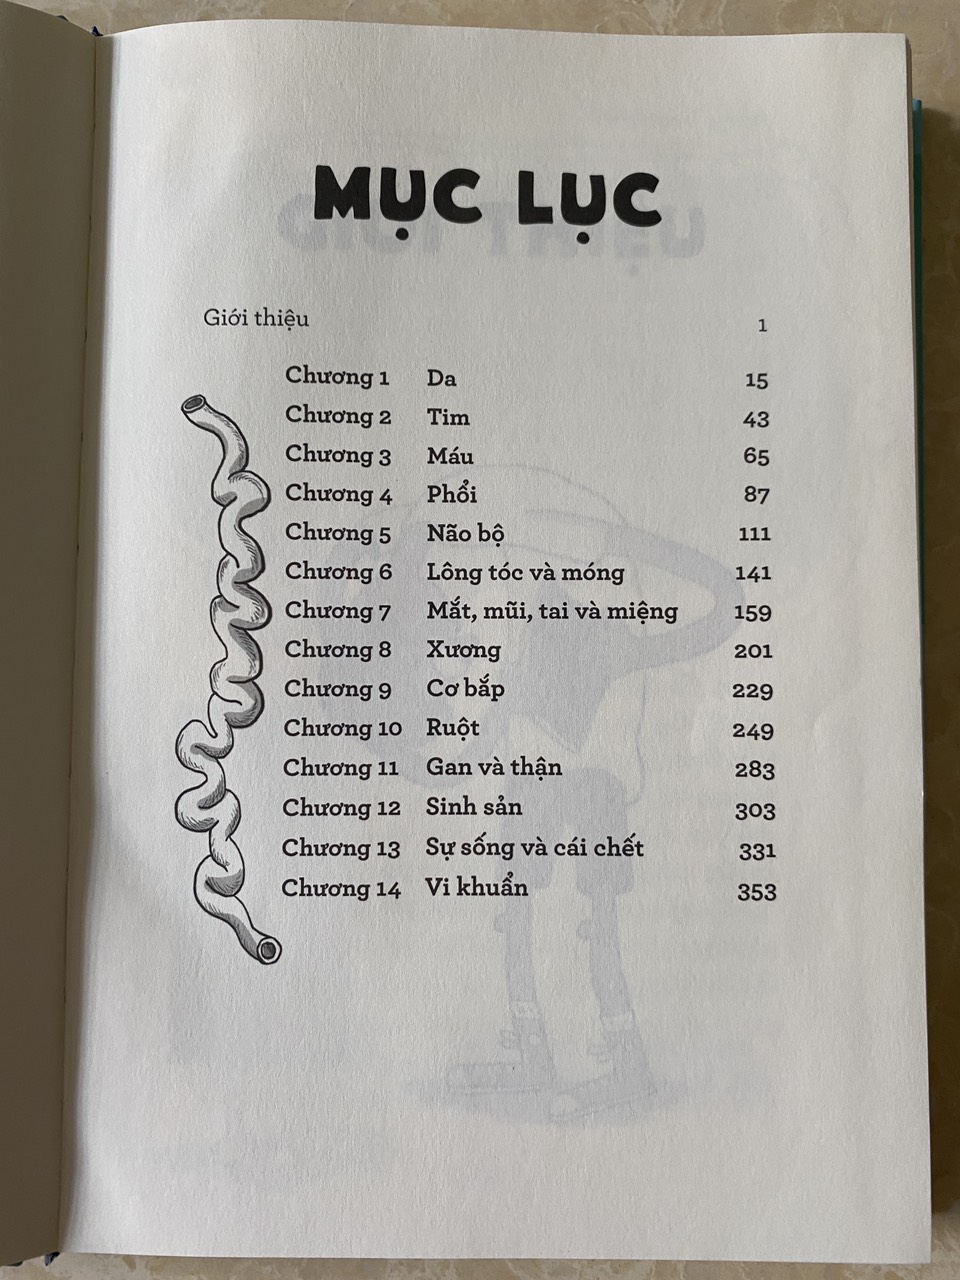 MỤC LỤC
Giới thiệu 1
Chương 1 Da 15
Chương 2 Tim 43
Chương 3 Máu 65
Chương 4 Phổi 87
Chương 5 Não bộ 111
Chương 6 Lông tóc và móng 141
Chương 7 Mắt, mũi, tai và miệng 159
Chương 8 Xương 201
Chương 9 Cơ bắp 229
Chương 10 Ruột 249
Chương 11 Gan và thận 283
Chương 12 Sinh sản 303
Chương 13 Sự sống và cái chết 331
Chương 14 Vi khuẩn 353